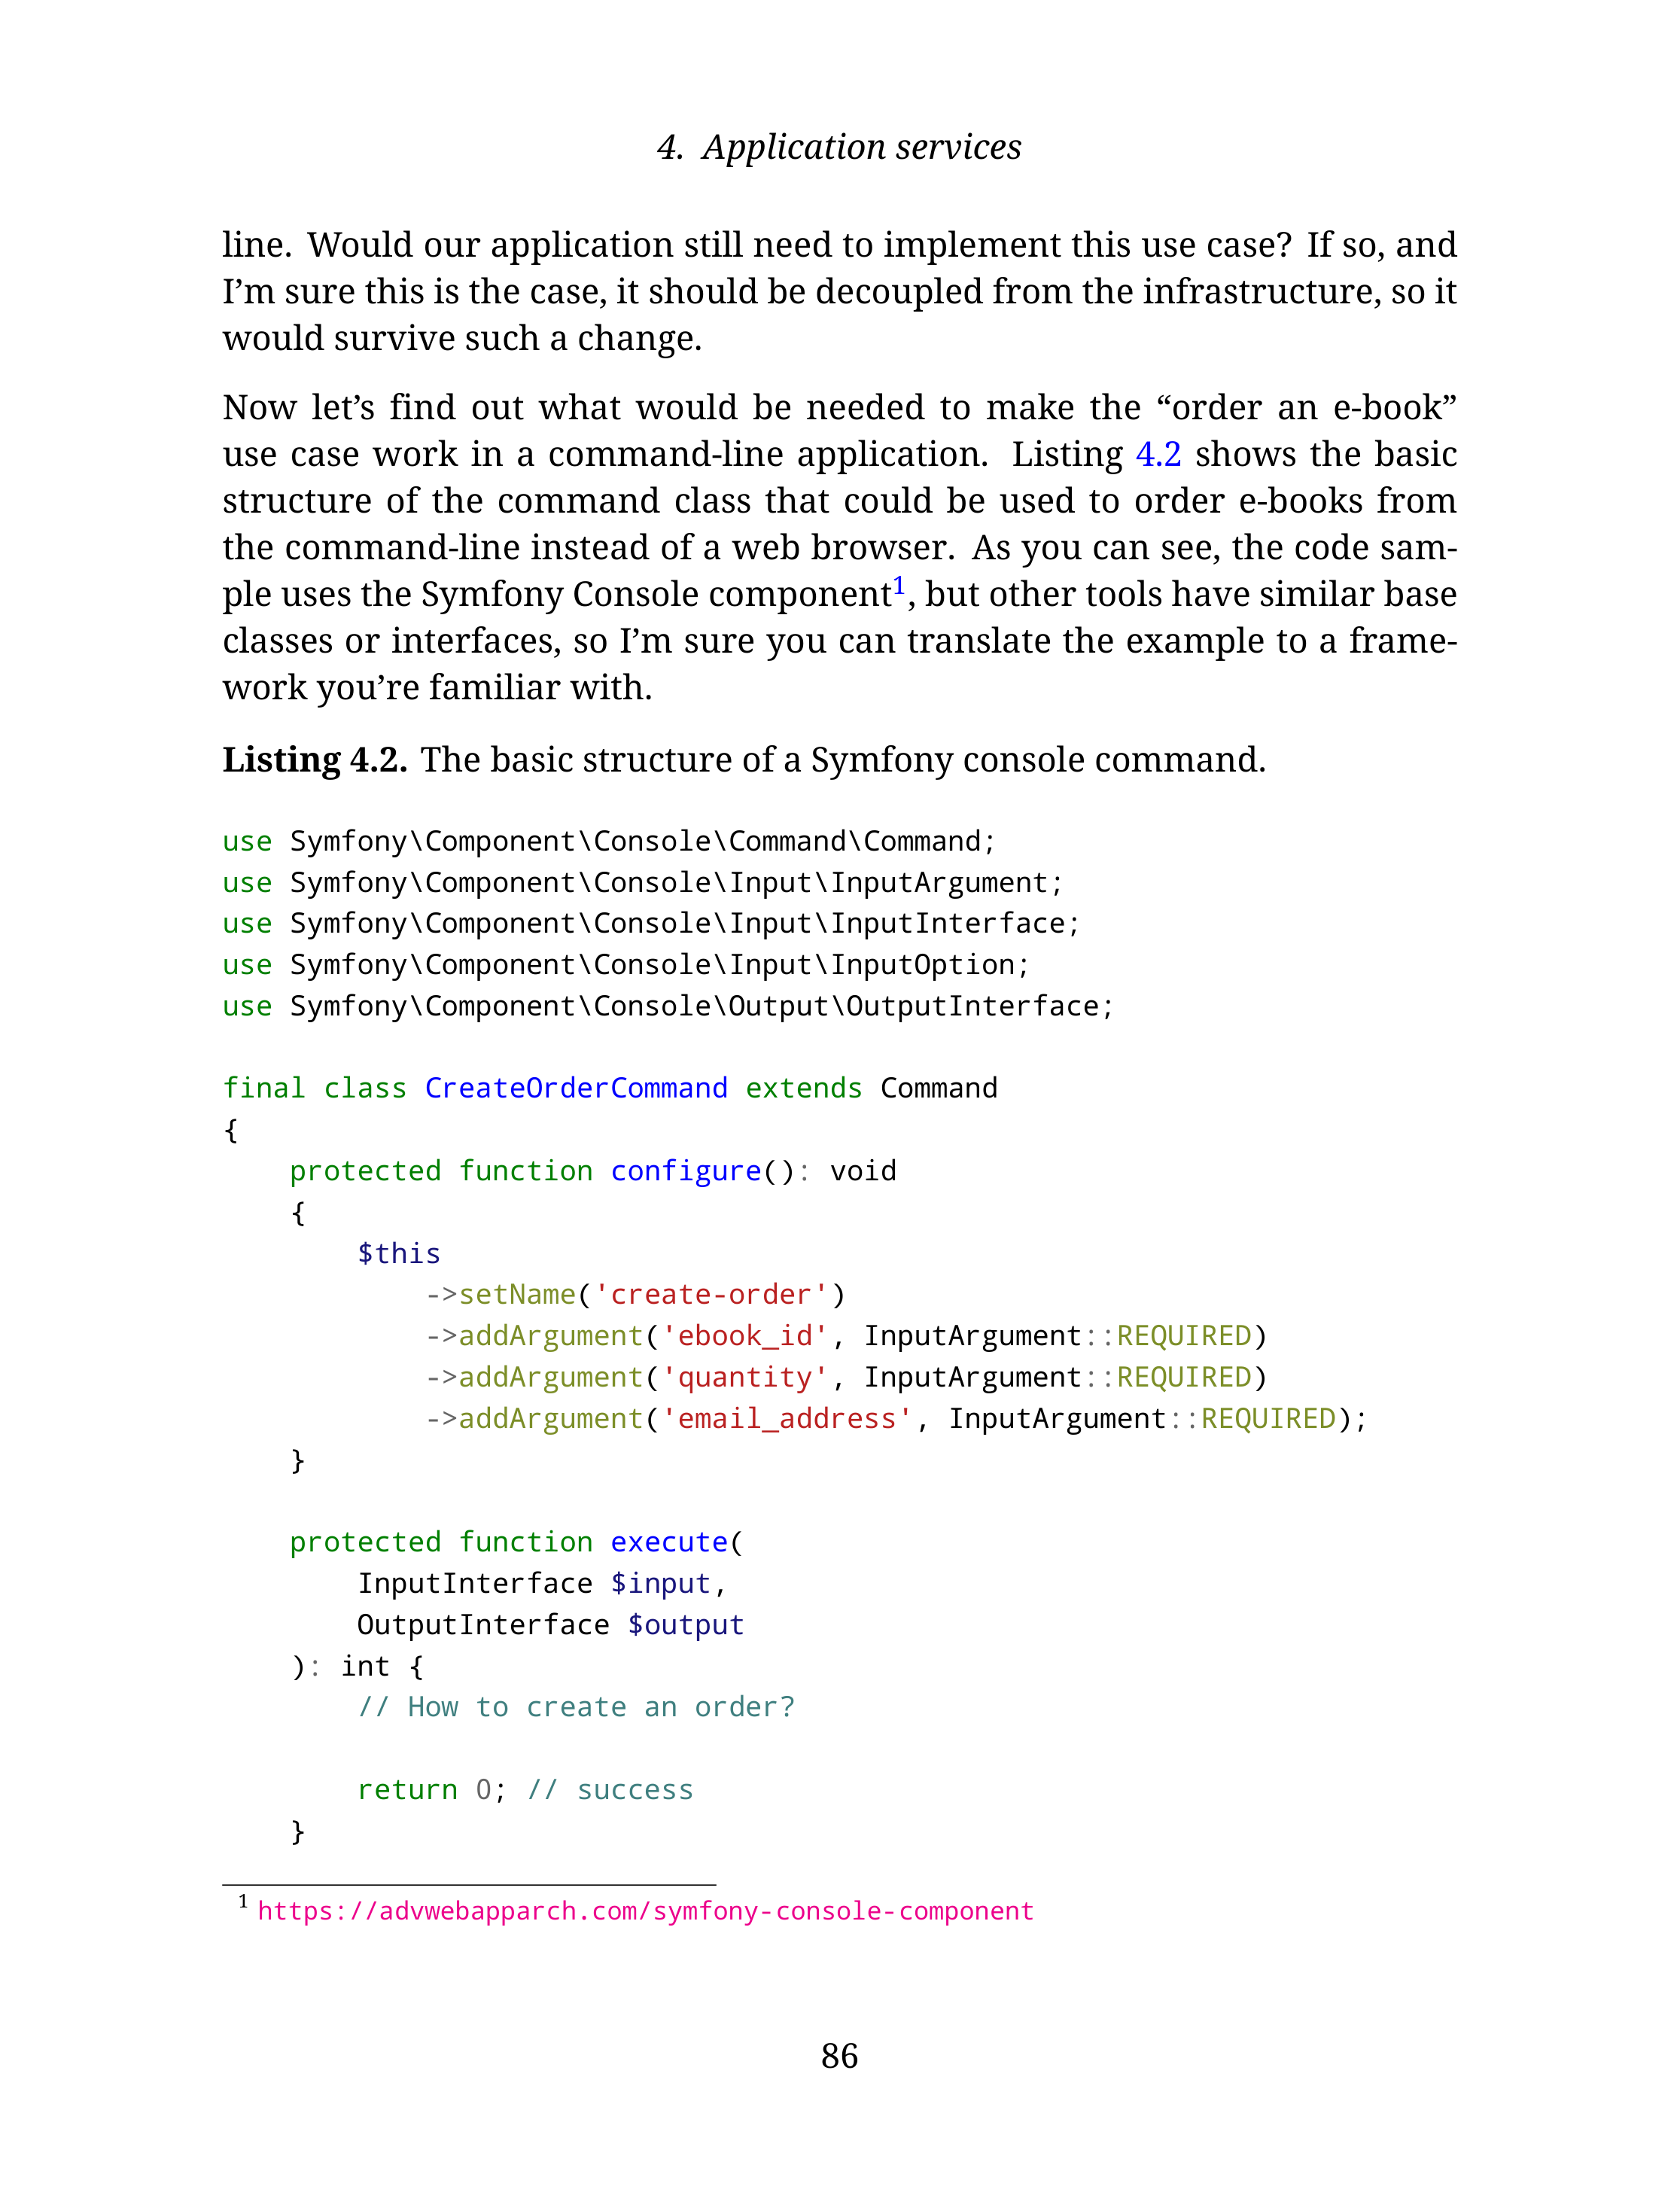 4. Application services
line. Would our application still need to implement this use case? If so, and
I’m sure this is the case, it should be decoupled from the infrastructure, so it
would survive such a change.
Now let’s find out what would be needed to make the “order an e-book”
use case work in a command-line application. Listing 4.2 shows the basic
structure of the command class that could be used to order e-books from
the command-line instead of a web browser. As you can see, the code sam-
ple uses the Symfony Console component1, but other tools have similar base
classes or interfaces, so I’m sure you can translate the example to a frame-
work you’re familiar with.
Listing 4.2. The basic structure of a Symfony console command.
use Symfony\Component\Console\Command\Command;
use Symfony\Component\Console\Input\InputArgument;
use Symfony\Component\Console\Input\InputInterface;
use Symfony\Component\Console\Input\InputOption;
use Symfony\Component\Console\Output\OutputInterface;
final class CreateOrderCommand extends Command
{
    protected function configure(): void
    {
        $this
            ->setName('create-order')
            ->addArgument('ebook_id', InputArgument::REQUIRED)
            ->addArgument('quantity', InputArgument::REQUIRED)
            ->addArgument('email_address', InputArgument::REQUIRED);
    }
    protected function execute(
        InputInterface $input,
        OutputInterface $output
    ): int {
        // How to create an order?
        return 0; // success
    }
1 https://advwebapparch.com/symfony-console-component
86